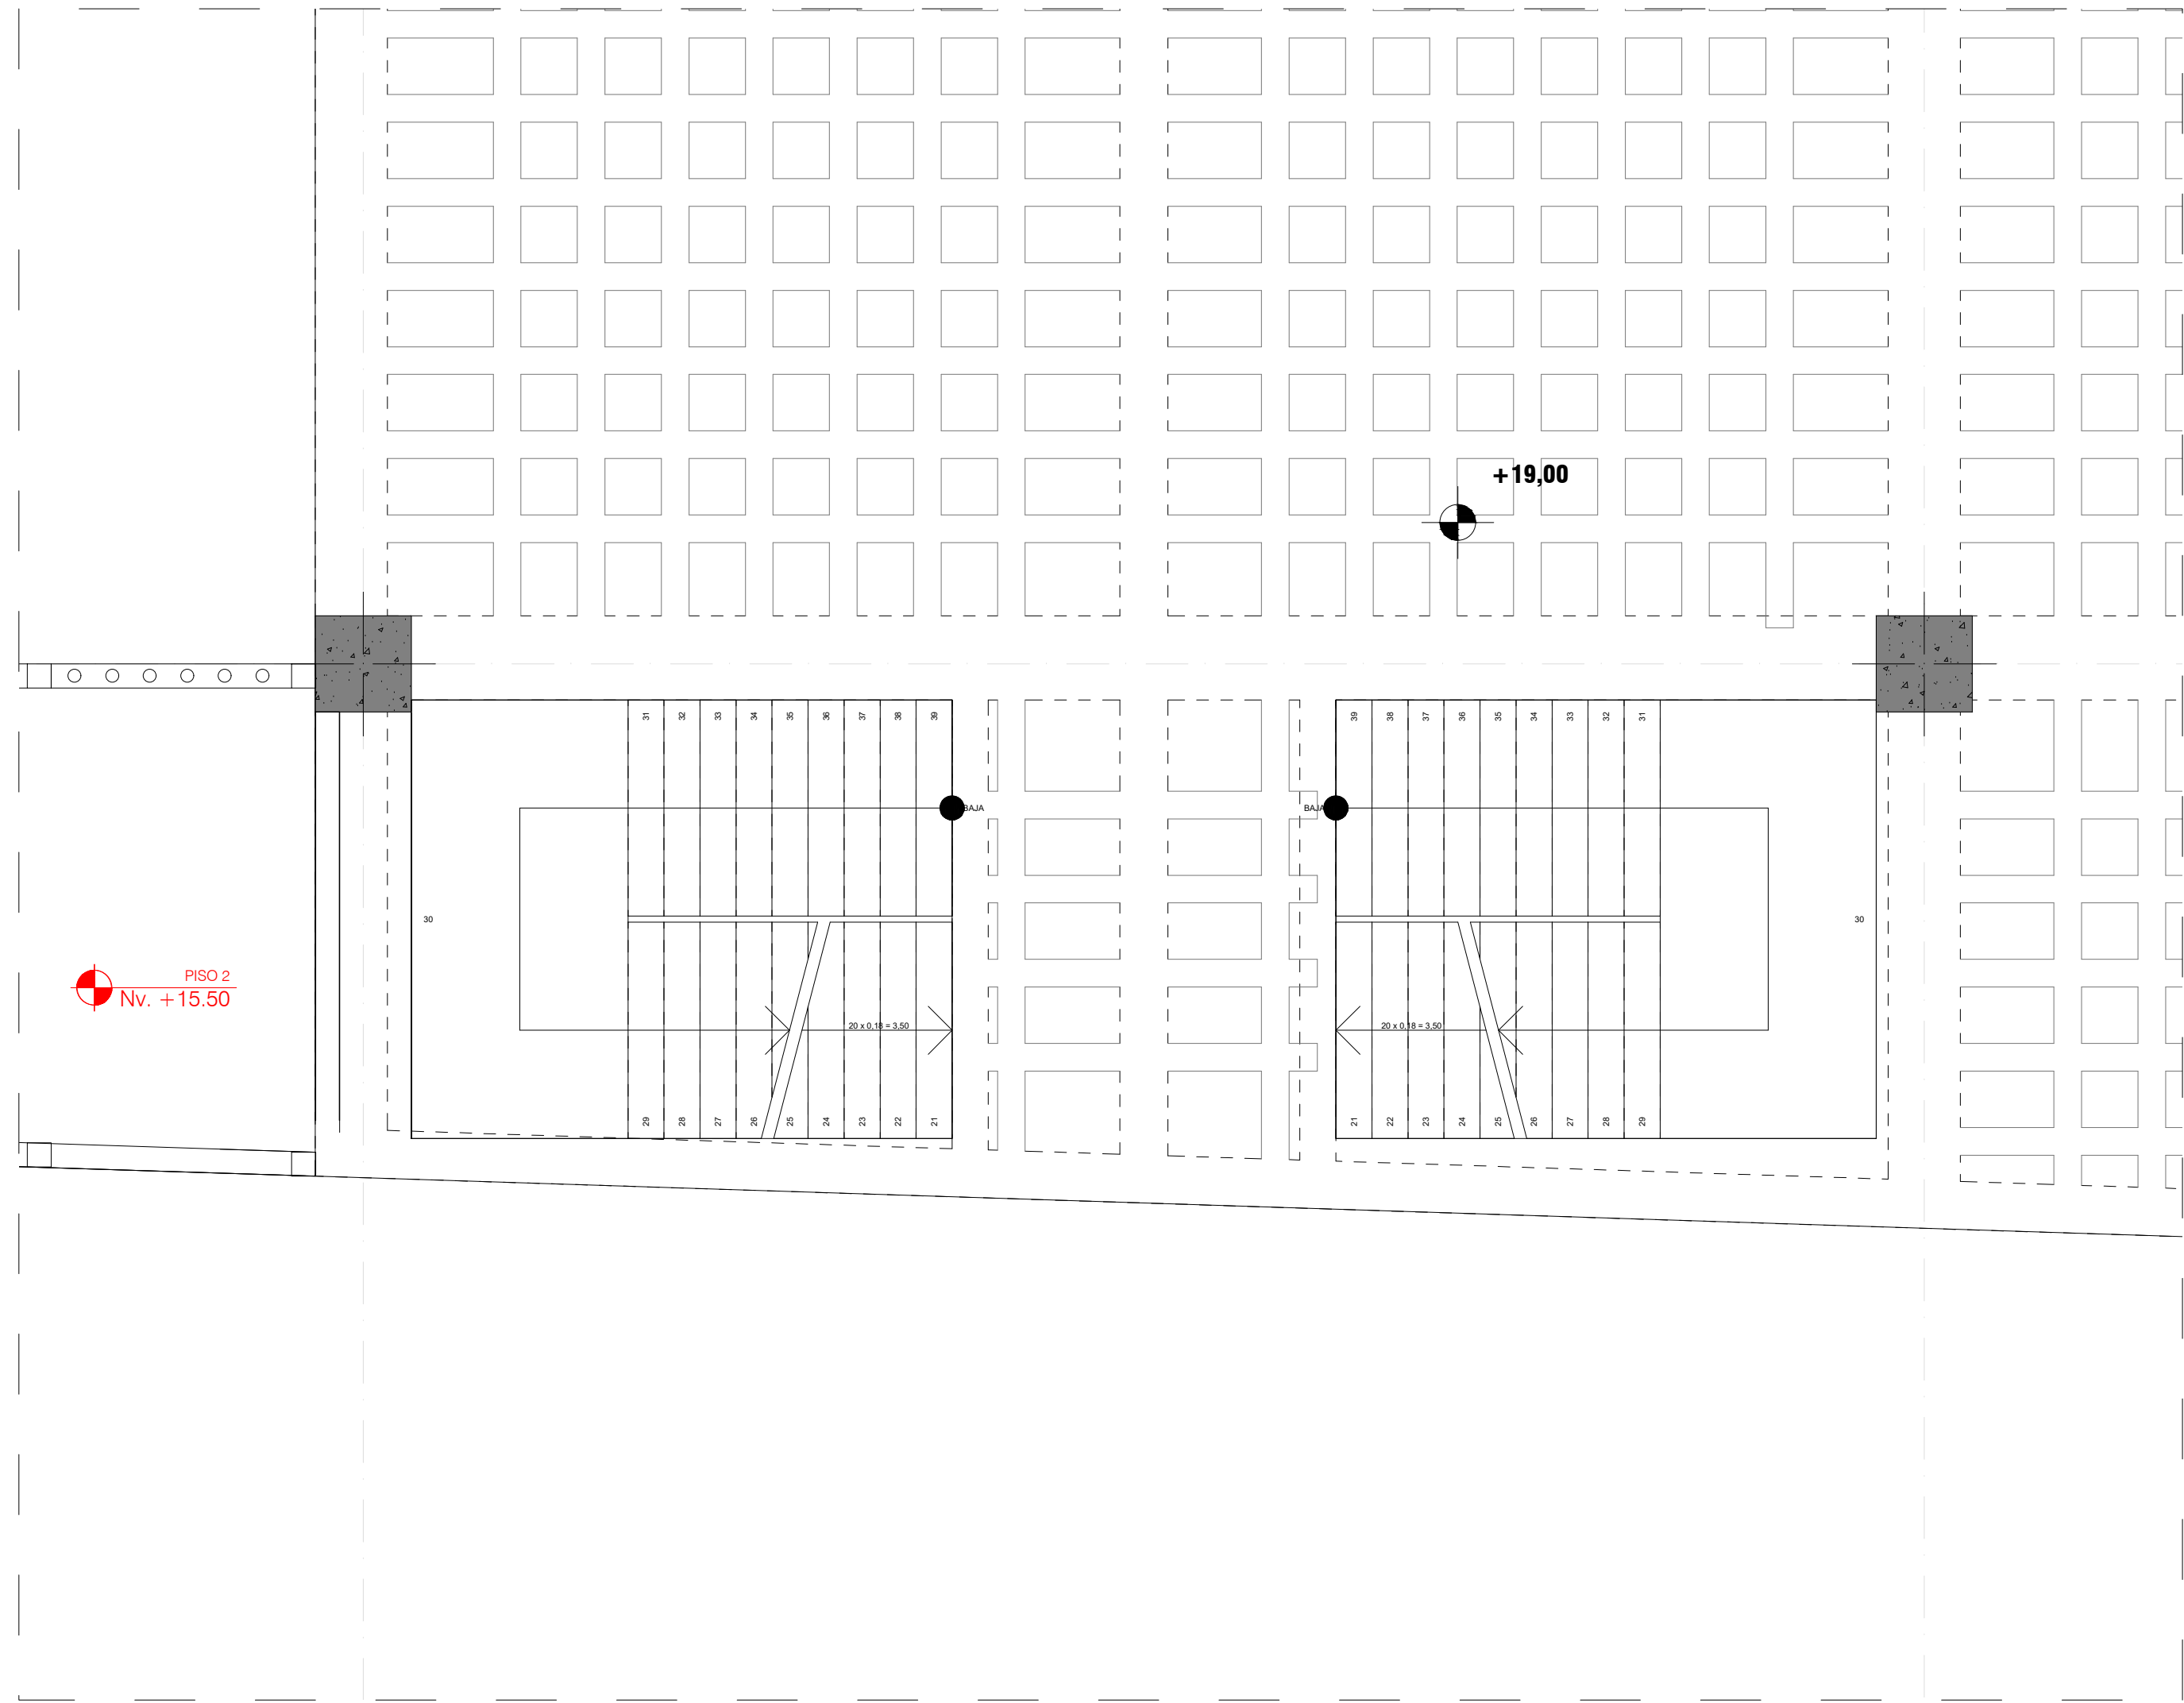 +19,00
31 32 33 34 35 36 37 38 39
39 38 37 36 35 34 33 32 31
BAJA
BAJA
30
30
PISO 2
Nv. +15.50
20 x 0,18 = 3,50
20 x 0,18 = 3,50
29 28 27 26 25 24 23 22 21
21 22 23 24 25 26 27 28 29